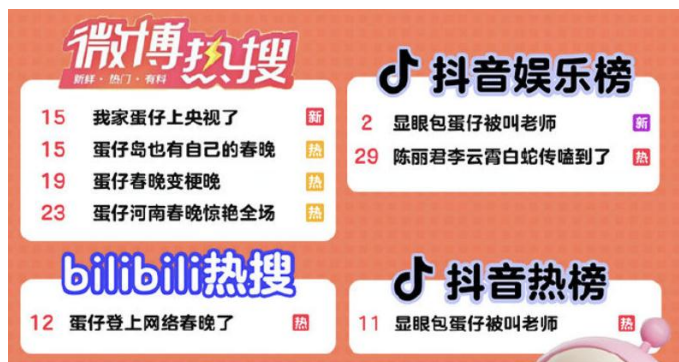 微博热搜
新鲜·热门·有料
15 我家蛋仔上央视了 新
15 蛋仔岛也有自己的春晚 热
19 蛋仔春晚变梗晚 热
23 蛋仔河南春晚惊艳全场 热
抖音娱乐榜
2 显眼包蛋仔被叫老师 新
29 陈丽君李云霄白蛇传嗑到了 热
bilibili热搜
12 蛋仔登上网络春晚了 热
抖音热榜
11 显眼包蛋仔被叫老师 热